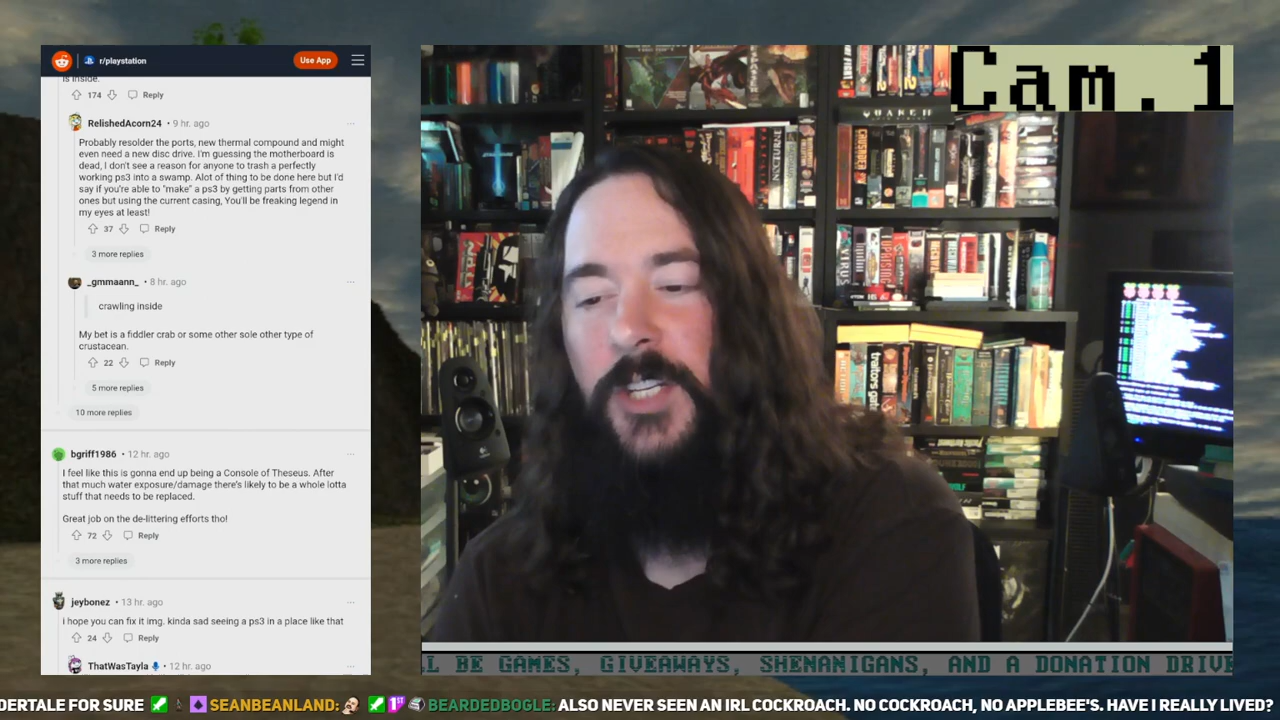 r/playstation
Use App
is inside.
174
Reply
RelishedAcorn24 • 9 hr. ago
Probably resolder the ports, new thermal compound and might
even need a new disc drive. I'm guessing the motherboard is
dead, I don't see a reason for anyone to trash a perfectly
working ps3 into a swamp. Alot of thing to be done here but I'd
say if you're able to "make" a ps3 by getting parts from other
ones but using the current casing, You'll be freaking legend in
my eyes at least!
37
Reply
3 more replies
_gmmaann_ • 8 hr. ago
crawling inside
My bet is a fiddler crab or some other sole other type of
crustacean.
22
Reply
5 more replies
10 more replies
bgriff1986 • 12 hr. ago
I feel like this is gonna end up being a Console of Theseus. After
that much water exposure/damage there's likely to be a whole lotta
stuff that needs to be replaced.
Great job on the de-littering efforts tho!
72
Reply
3 more replies
jeybonez • 13 hr. ago
i hope you can fix it img. kinda sad seeing a ps3 in a place like that
24
Reply
ThatWasTayla • 12 hr. ago
Cam. 1
QUAKE II
NOCTURNE
CRUSADER
traitors gate
LL BE GAMES, GIVEAWAYS, SHENANIGANS, AND A DONATION DRIVE
DERTALE FOR SURE SEANBEANLAND: 1st BEARDEDBOGLE: ALSO NEVER SEEN AN IRL COCKROACH. NO COCKROACH, NO APPLEBEE'S. HAVE I REALLY LIVED?